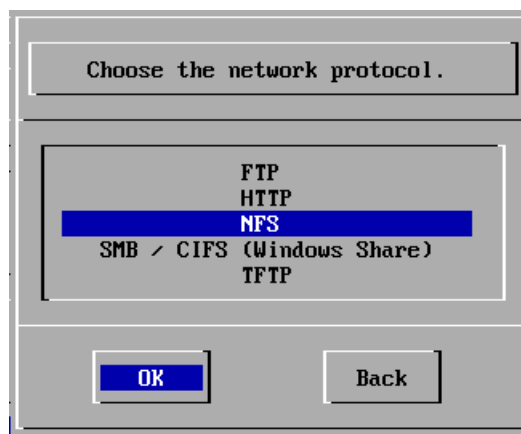 Choose the network protocol.
FTP
HTTP
NFS
SMB / CIFS (Windows Share)
TFTP
OK Back